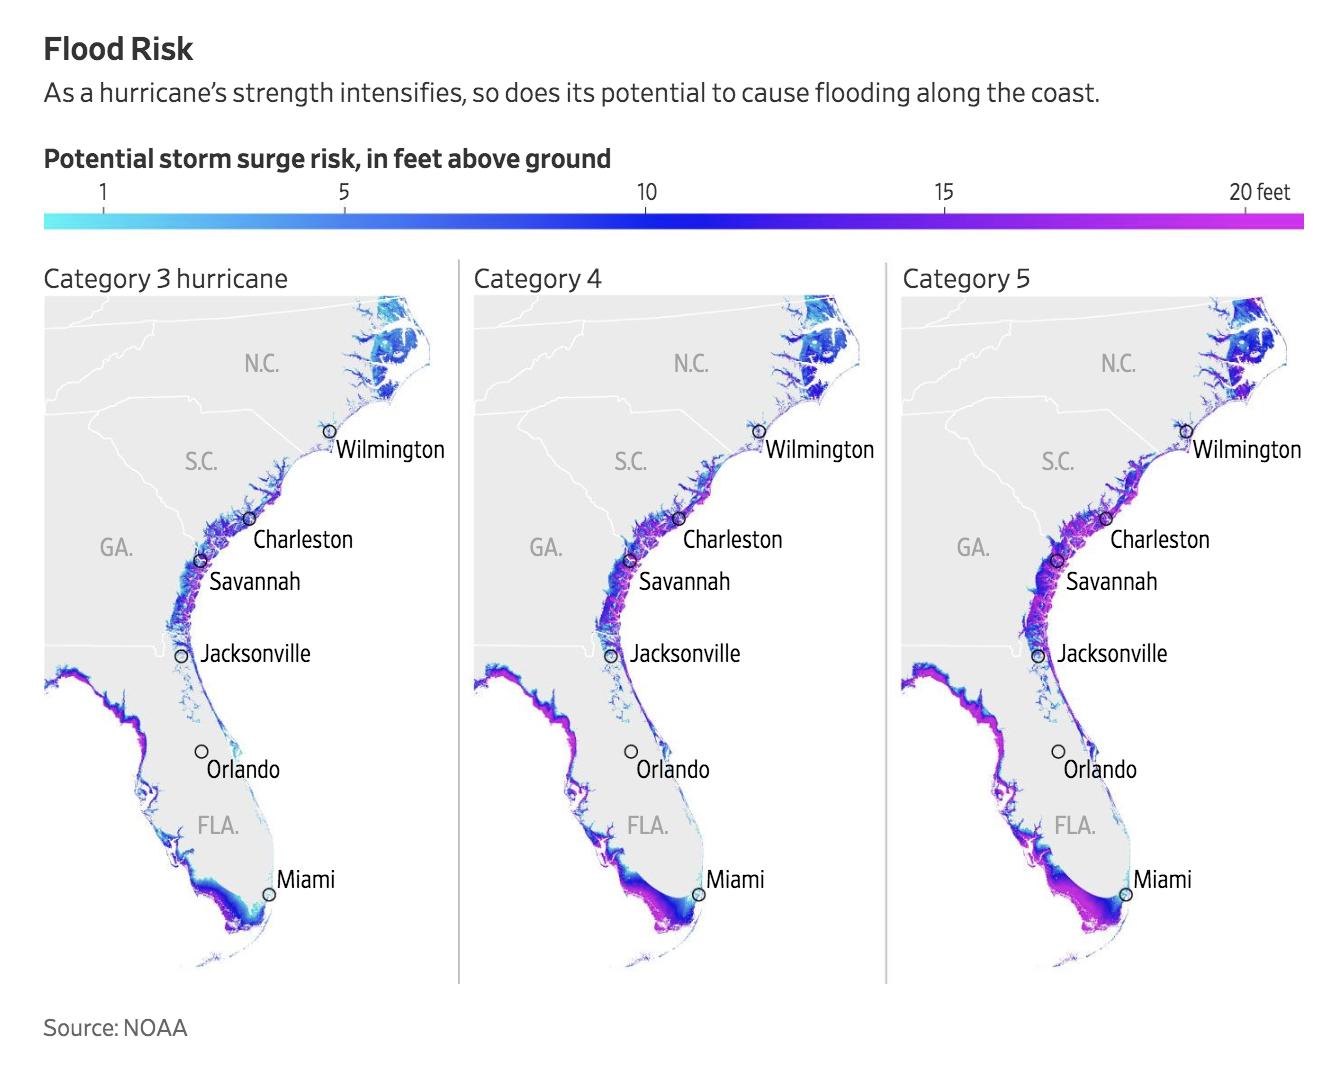 Flood Risk
As a hurricane's strength intensifies, so does its potential to cause flooding along the coast.
Potential storm surge risk, in feet above ground
1 5 10 15 20 feet
Category 3 hurricane
N.C.
Wilmington
S.C.
Charleston
GA.
Savannah
Jacksonville
Orlando
FLA.
Miami
Category 4
N.C.
Wilmington
S.C.
Charleston
GA.
Savannah
Jacksonville
Orlando
FLA.
Miami
Category 5
N.C.
Wilmington
S.C.
Charleston
GA.
Savannah
Jacksonville
Orlando
FLA.
Miami
Source: NOAA